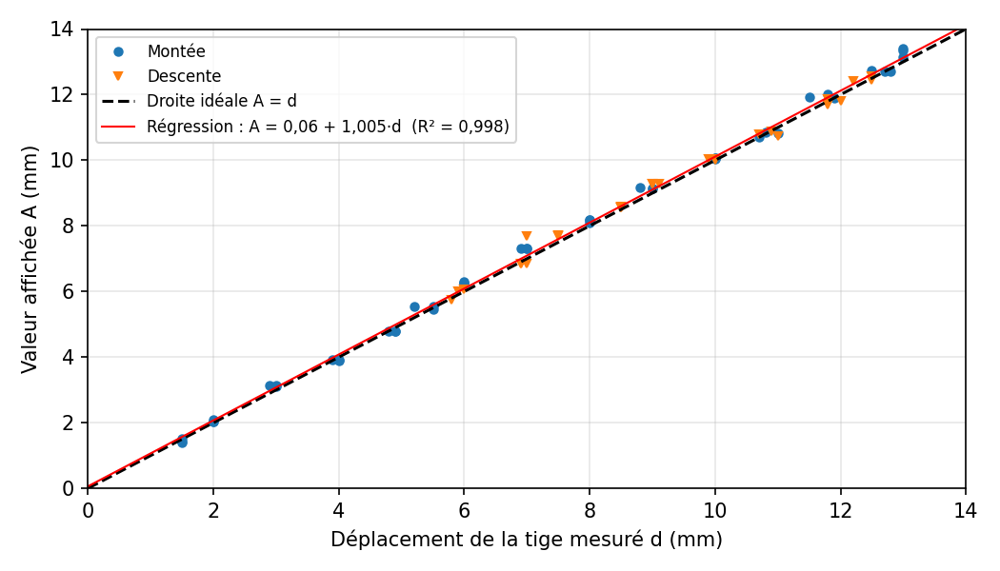 Montée
Descente
Droite idéale A = d
Régression : A = 0,06 + 1,005·d (R² = 0,998)
Valeur affichée A (mm)
14
12
10
8
6
4
2
0
0 2 4 6 8 10 12 14
Déplacement de la tige mesuré d (mm)